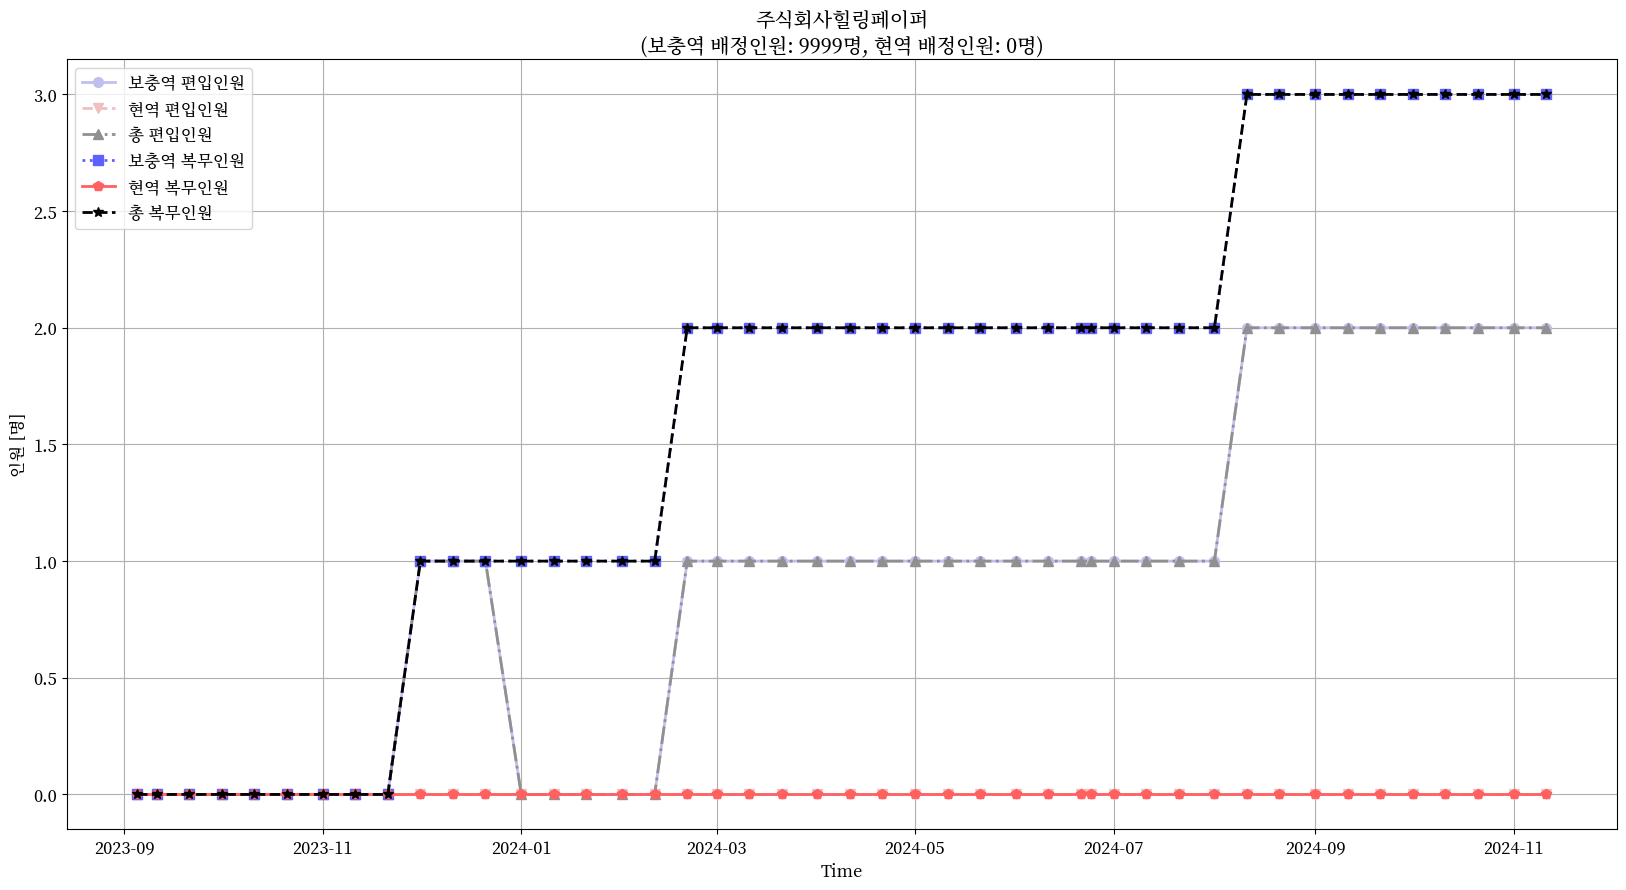 주식회사힐링페이퍼
(보충역 배정인원: 9999명, 현역 배정인원: 0명)
보충역 편입인원
현역 편입인원
총 편입인원
보충역 복무인원
현역 복무인원
총 복무인원
인원 [명]
3.0
2.5
2.0
1.5
1.0
0.5
0.0
2023-09
2023-11
2024-01
2024-03
2024-05
2024-07
2024-09
2024-11
Time